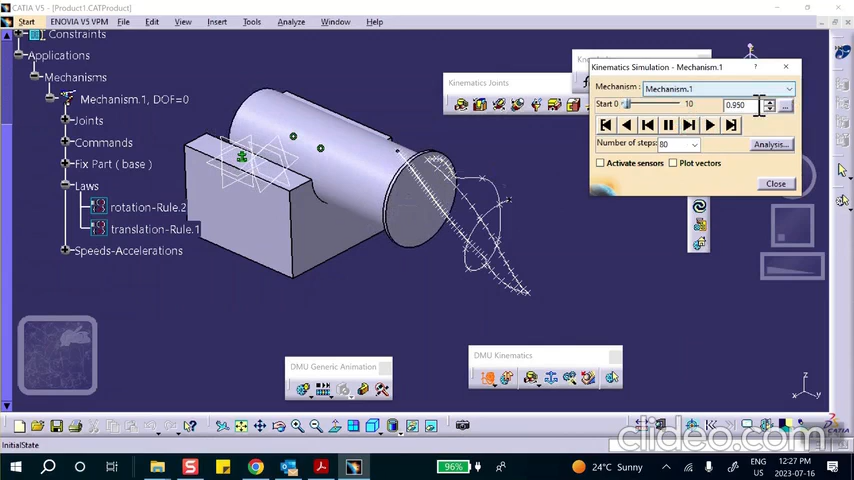 CATIA V5 - [Product1.CATProduct]
Start ENOVIA V5 VPM File Edit View Insert Tools Analyze Window Help
Constraints
Applications
Mechanisms
Mechanism.1, DOF=0
Joints
Commands
Fix Part ( base )
Laws
rotation-Rule.2
translation-Rule.1
Speeds-Accelerations
Kinematics Joints
Kinematics Simulation - Mechanism.1
Mechanism : Mechanism.1
Start 0 10 0.950
Number of steps: 80 Analysis...
Activate sensors Plot vectors
Close
DMU Generic Animation
DMU Kinematics
z
x
clideo.com
InitialState
96%
24°C Sunny
ENG
US
12:27 PM
2023-07-16